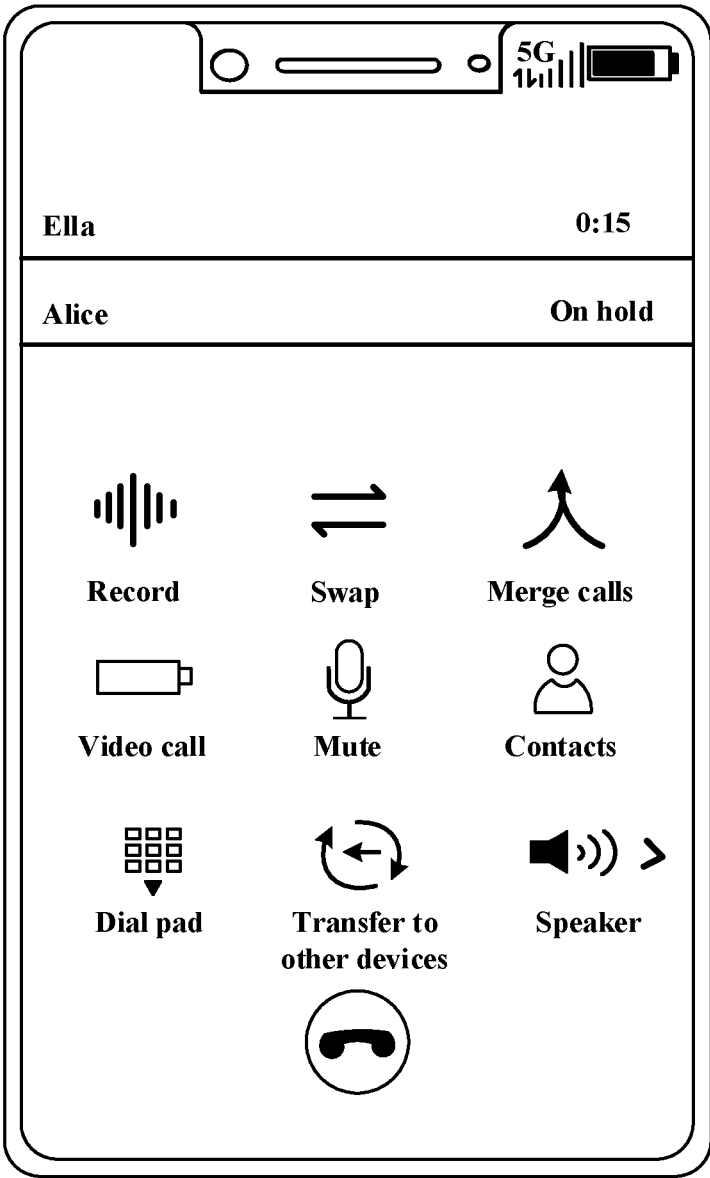 5G
Ella 0:15
Alice On hold
Record Swap Merge calls
Video call Mute Contacts
Dial pad Transfer to Speaker
other devices